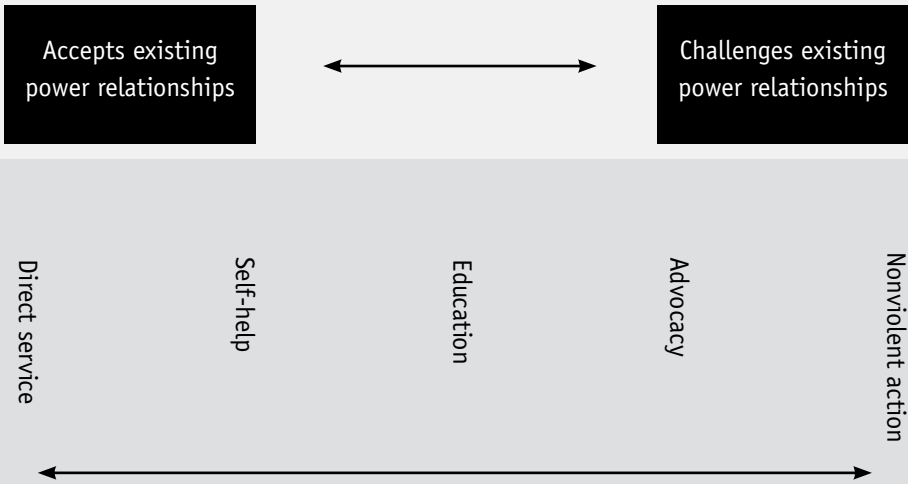 Accepts existing
power relationships
Challenges existing
power relationships
Direct service
Self-help
Education
Advocacy
Nonviolent action